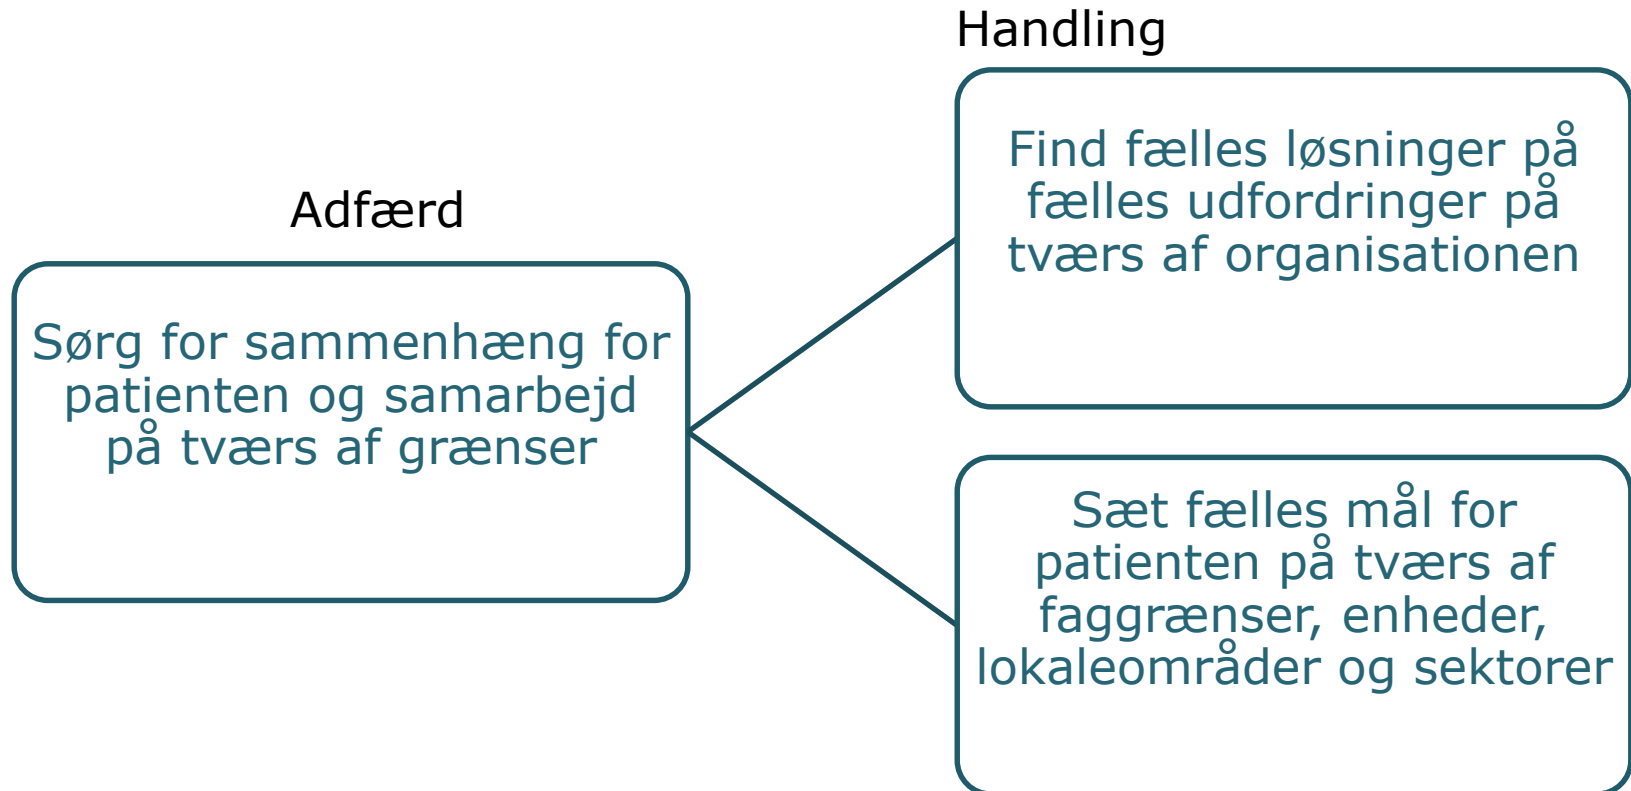 Adfærd
Sørg for sammenhæng for
patienten og samarbejd
på tværs af grænser
Handling
Find fælles løsninger på
fælles udfordringer på
tværs af organisationen
Sæt fælles mål for
patienten på tværs af
faggrænser, enheder,
lokaleområder og sektorer